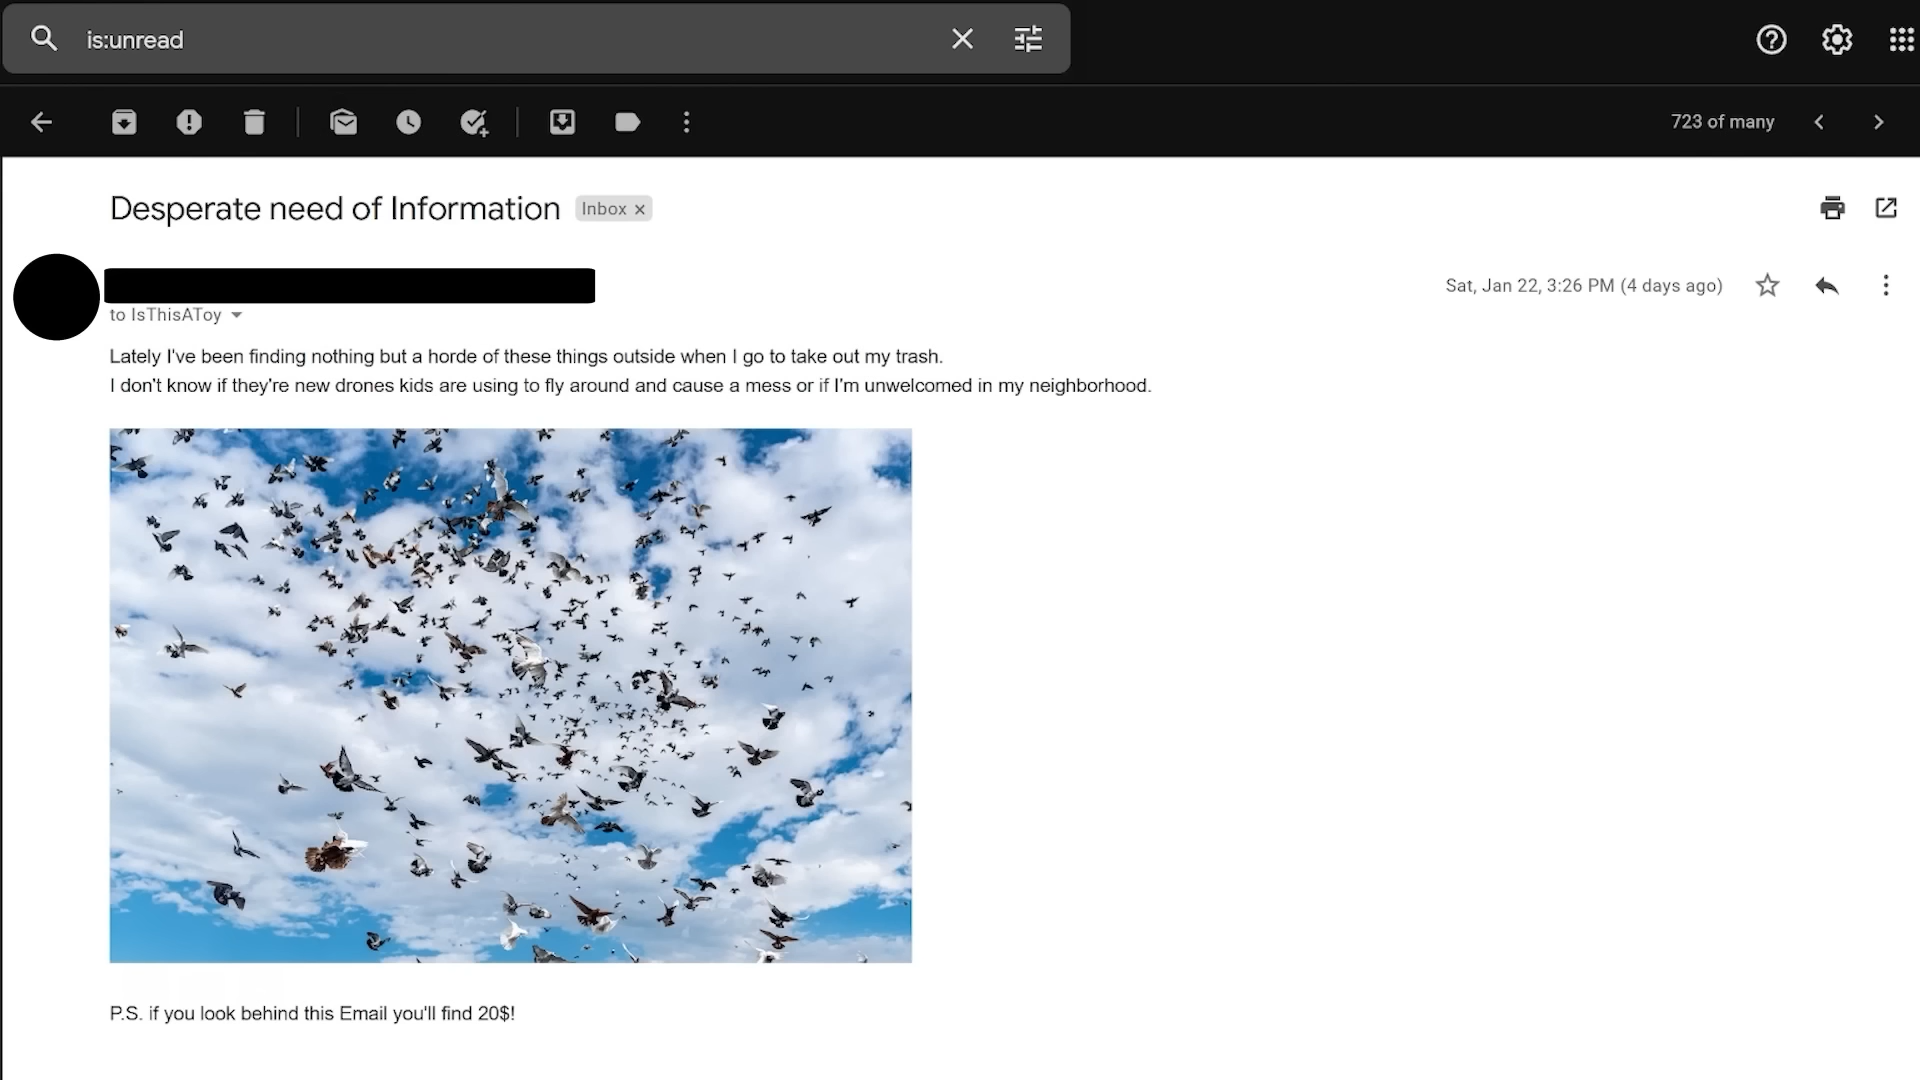 is:unread
723 of many
Desperate need of Information Inbox x
Sat, Jan 22, 3:26 PM (4 days ago)
to IsThisAToy
Lately I've been finding nothing but a horde of these things outside when I go to take out my trash.
I don't know if they're new drones kids are using to fly around and cause a mess or if I'm unwelcomed in my neighborhood.
P.S. if you look behind this Email you'll find 20$!